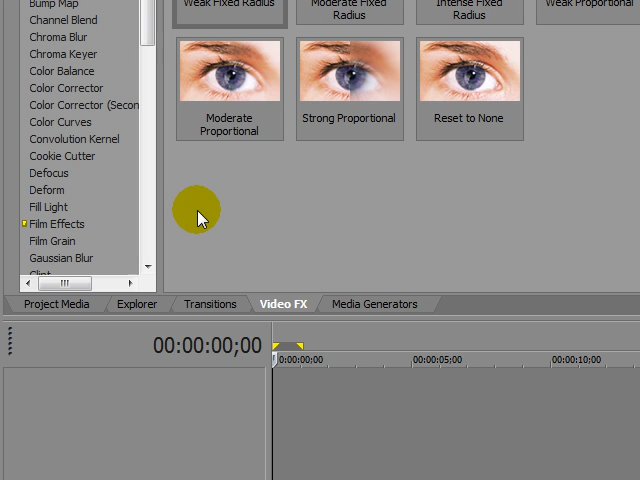 Bump Map
Channel Blend
Chroma Blur
Chroma Keyer
Color Balance
Color Corrector
Color Corrector (Secon
Color Curves
Convolution Kernel
Cookie Cutter
Defocus
Deform
Fill Light
Film Effects
Film Grain
Gaussian Blur
Glint
Weak Fixed Radius
Moderate Fixed
Radius
Intense Fixed
Radius
Weak Proportional
Moderate
Proportional
Strong Proportional
Reset to None
Project Media
Explorer
Transitions
Video FX
Media Generators
00:00:00;00
0:00:00;00
00:00:05;00
00:00:10;00